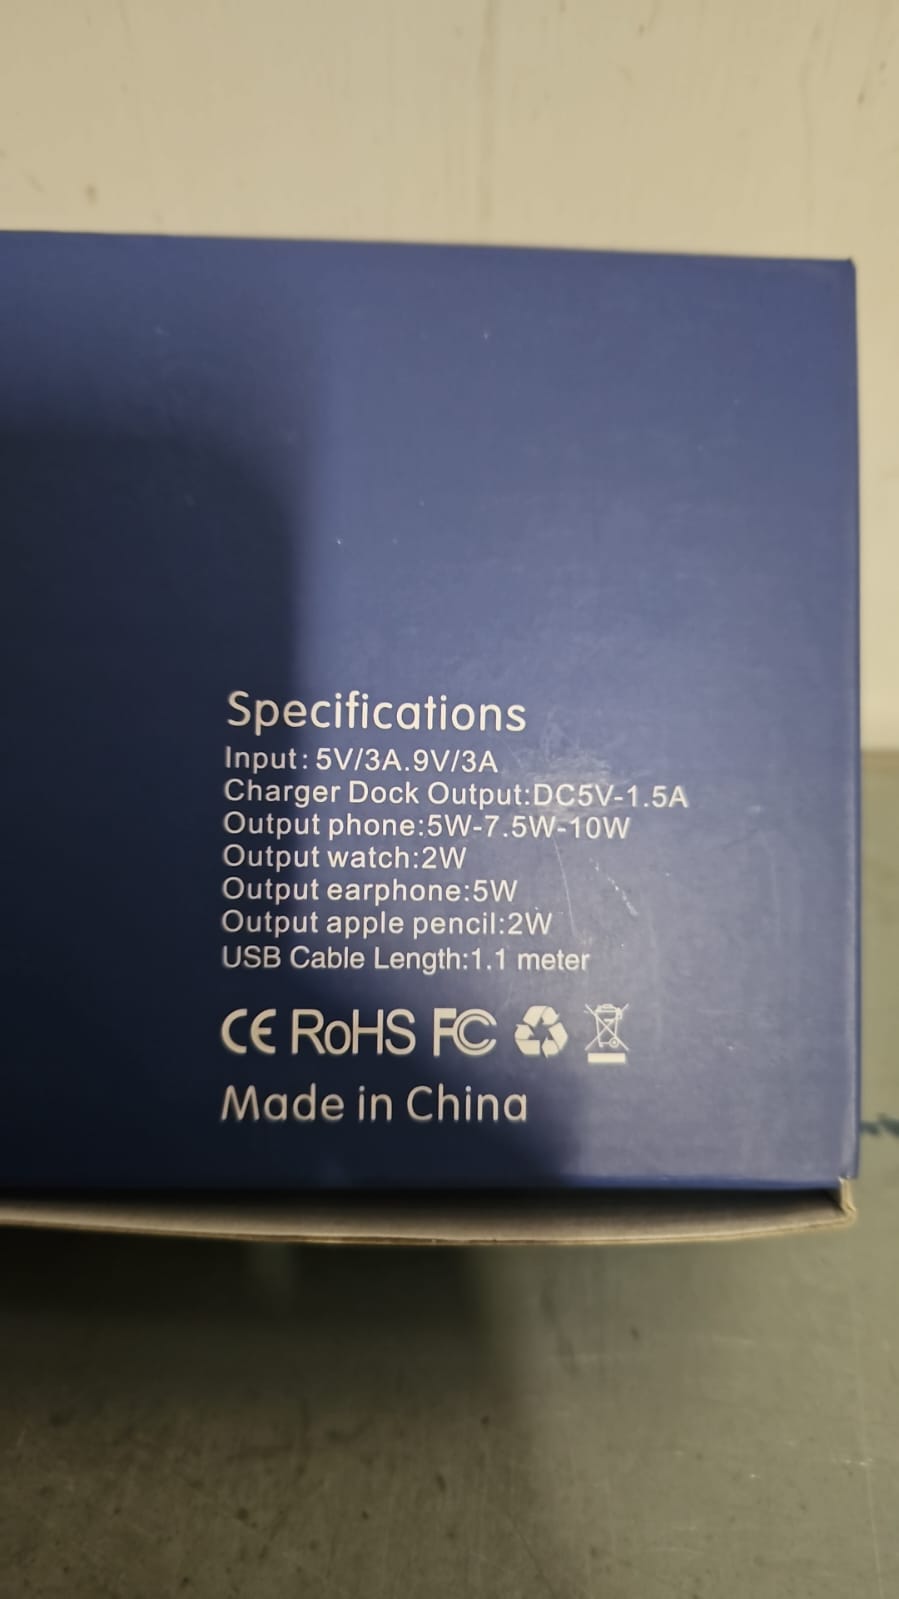 Specifications
Input: 5V/3A.9V/3A
Charger Dock Output:DC5V-1.5A
Output phone:5W-7.5W-10W
Output watch:2W
Output earphone:5W
Output apple pencil:2W
USB Cable Length:1.1 meter
CE RoHS FC
Made in China